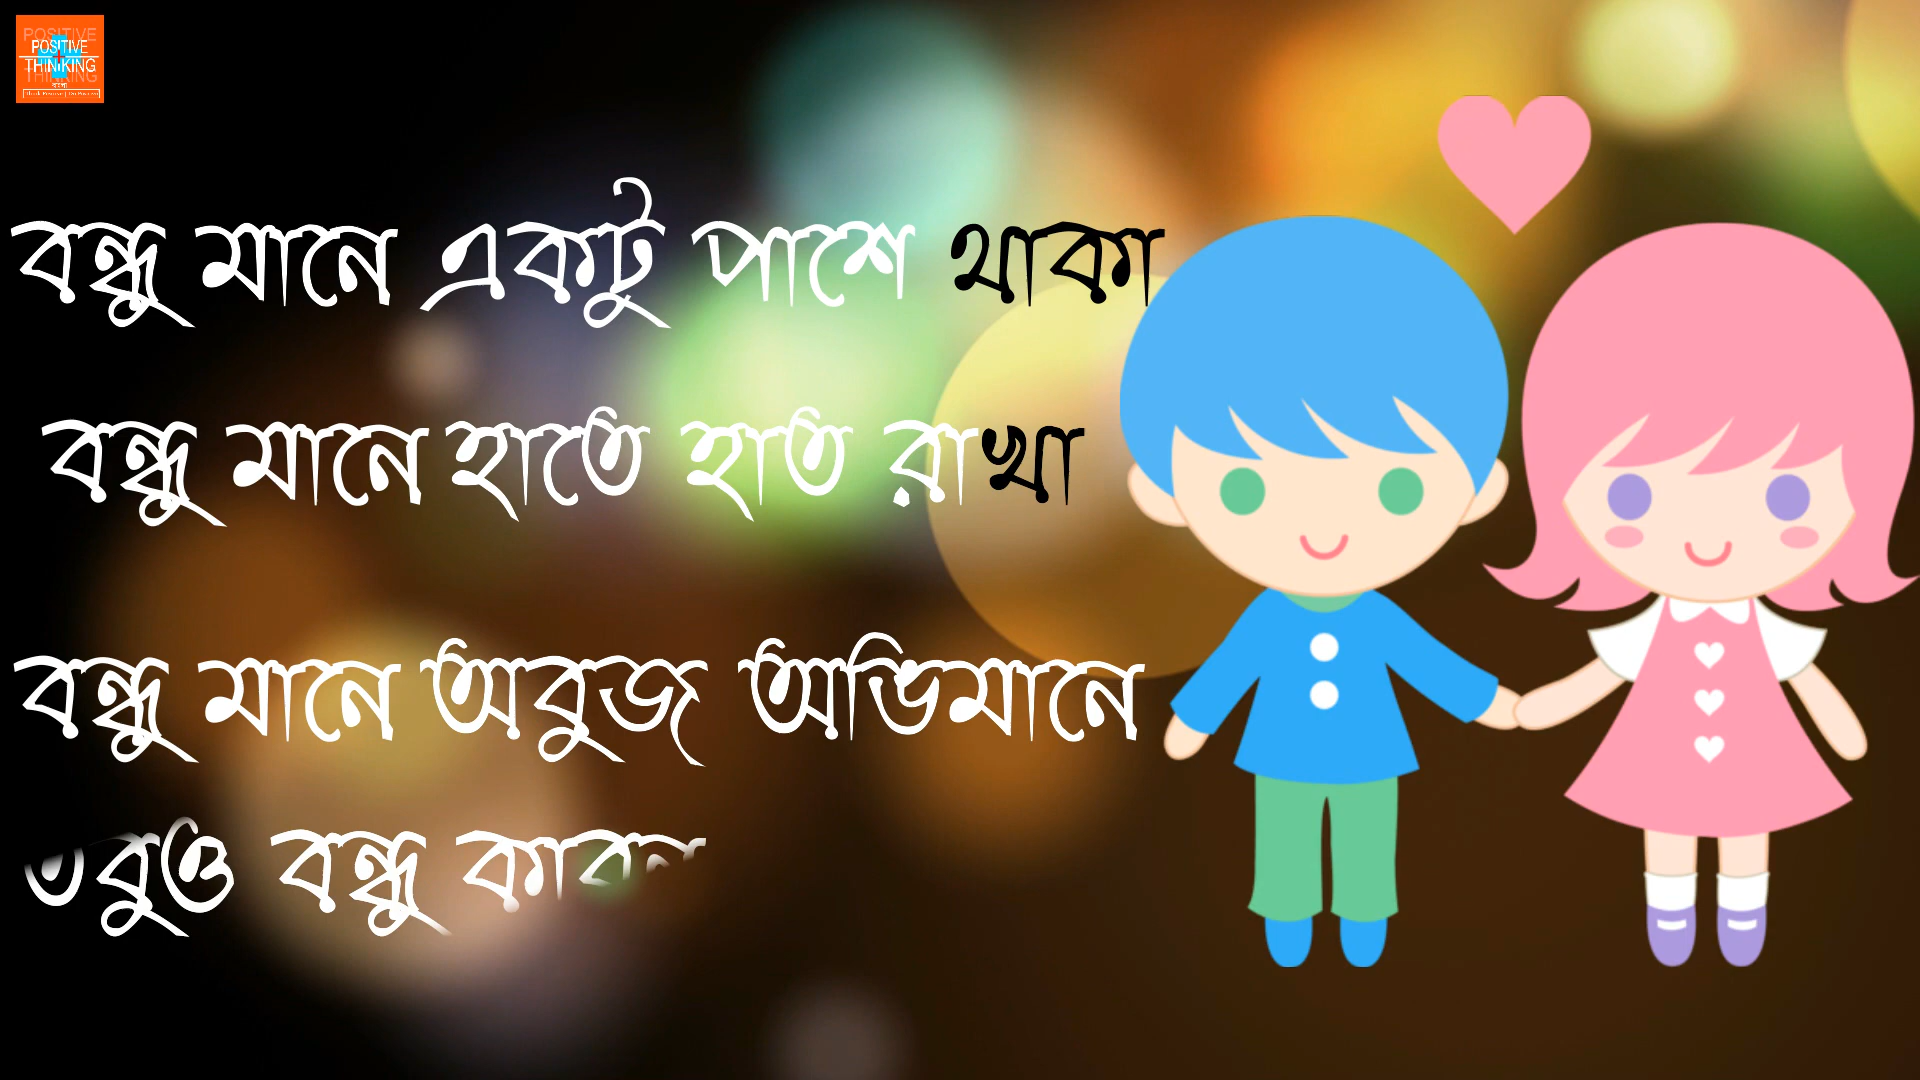 POSITIVE
THINKING
বাংলা
বন্ধু মানে একটু পাশে থাকা
বন্ধু মানে হাতে হাত রাখা
বন্ধু মানে অবুজ অভিমানে
তবুও বন্ধু